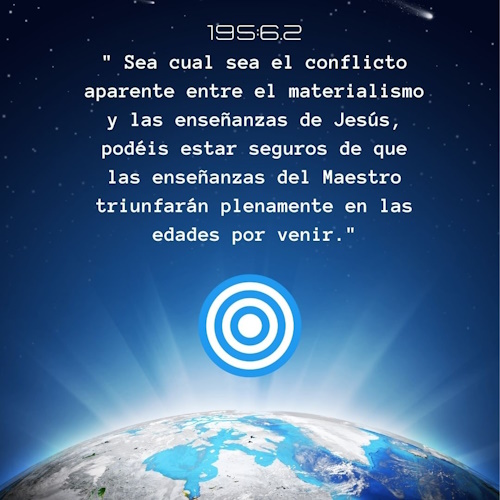 195:6.2
" Sea cual sea el conflicto
aparente entre el materialismo
y las enseñanzas de Jesús,
podéis estar seguros de que
las enseñanzas del Maestro
triunfarán plenamente en las
edades por venir."